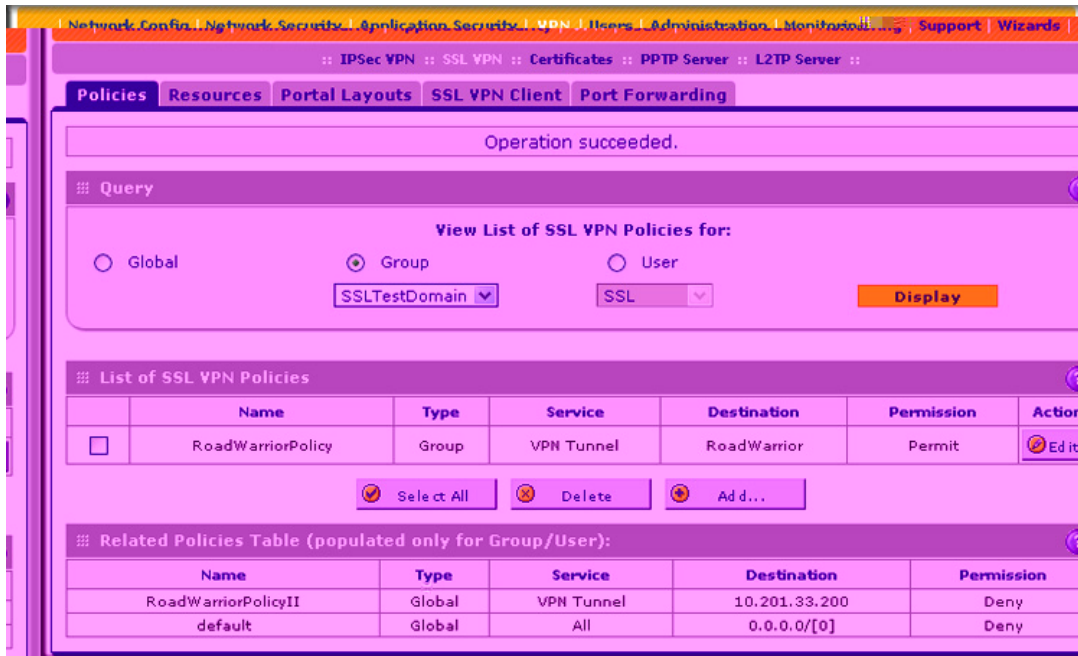 Network Config | Network Security | Application Security | VPN | Users | Administration | Monitoring | Support | Wizards |
:: IPSec VPN :: SSL VPN :: Certificates :: PPTP Server :: L2TP Server ::
Policies Resources Portal Layouts SSL VPN Client Port Forwarding
Operation succeeded.
Query
View List of SSL VPN Policies for:
Global Group User
SSLTestDomain SSL Display
List of SSL VPN Policies
Name Type Service Destination Permission Action
RoadWarriorPolicy Group VPN Tunnel RoadWarrior Permit Edit
Select All Delete Add...
Related Policies Table (populated only for Group/User):
Name Type Service Destination Permission
RoadWarriorPolicyII Global VPN Tunnel 10.201.33.200 Deny
default Global All 0.0.0.0/[0] Deny